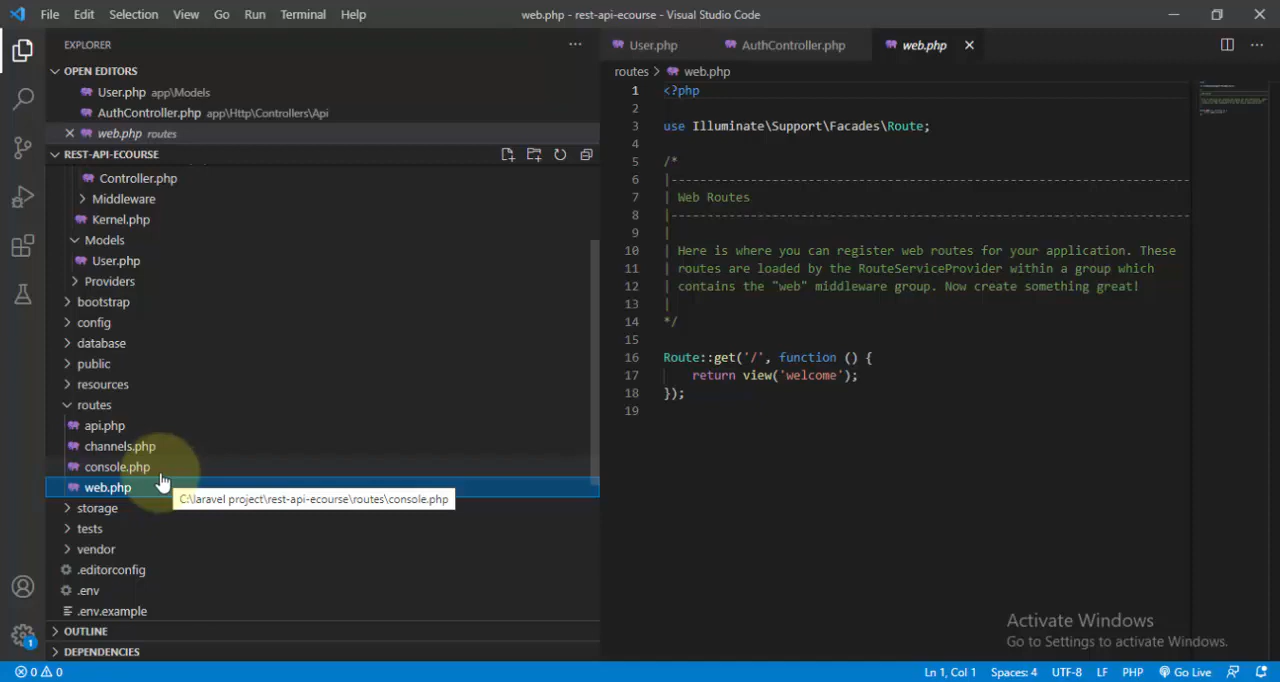 File Edit Selection View Go Run Terminal Help
web.php - rest-api-ecourse - Visual Studio Code
EXPLORER
OPEN EDITORS
User.php app\Models
AuthController.php app\Http\Controllers\Api
web.php routes
REST-API-ECOURSE
Controller.php
Middleware
Kernel.php
Models
User.php
Providers
bootstrap
config
database
public
resources
routes
api.php
channels.php
console.php
web.php
C:\laravel project\rest-api-ecourse\routes\console.php
storage
tests
vendor
.editorconfig
.env
.env.example
OUTLINE
DEPENDENCIES
User.php AuthController.php web.php
routes > web.php
1 <?php
2
3 use Illuminate\Support\Facades\Route;
4
5 /*
6 |--------------------------------------------------------------------------
7 | Web Routes
8 |--------------------------------------------------------------------------
9 |
10 | Here is where you can register web routes for your application. These
11 | routes are loaded by the RouteServiceProvider within a group which
12 | contains the "web" middleware group. Now create something great!
13 |
14 */
15
16 Route::get('/', function () {
17 return view('welcome');
18 });
19
Activate Windows
Go to Settings to activate Windows.
1
0 0
Ln 1, Col 1 Spaces: 4 UTF-8 LF PHP Go Live